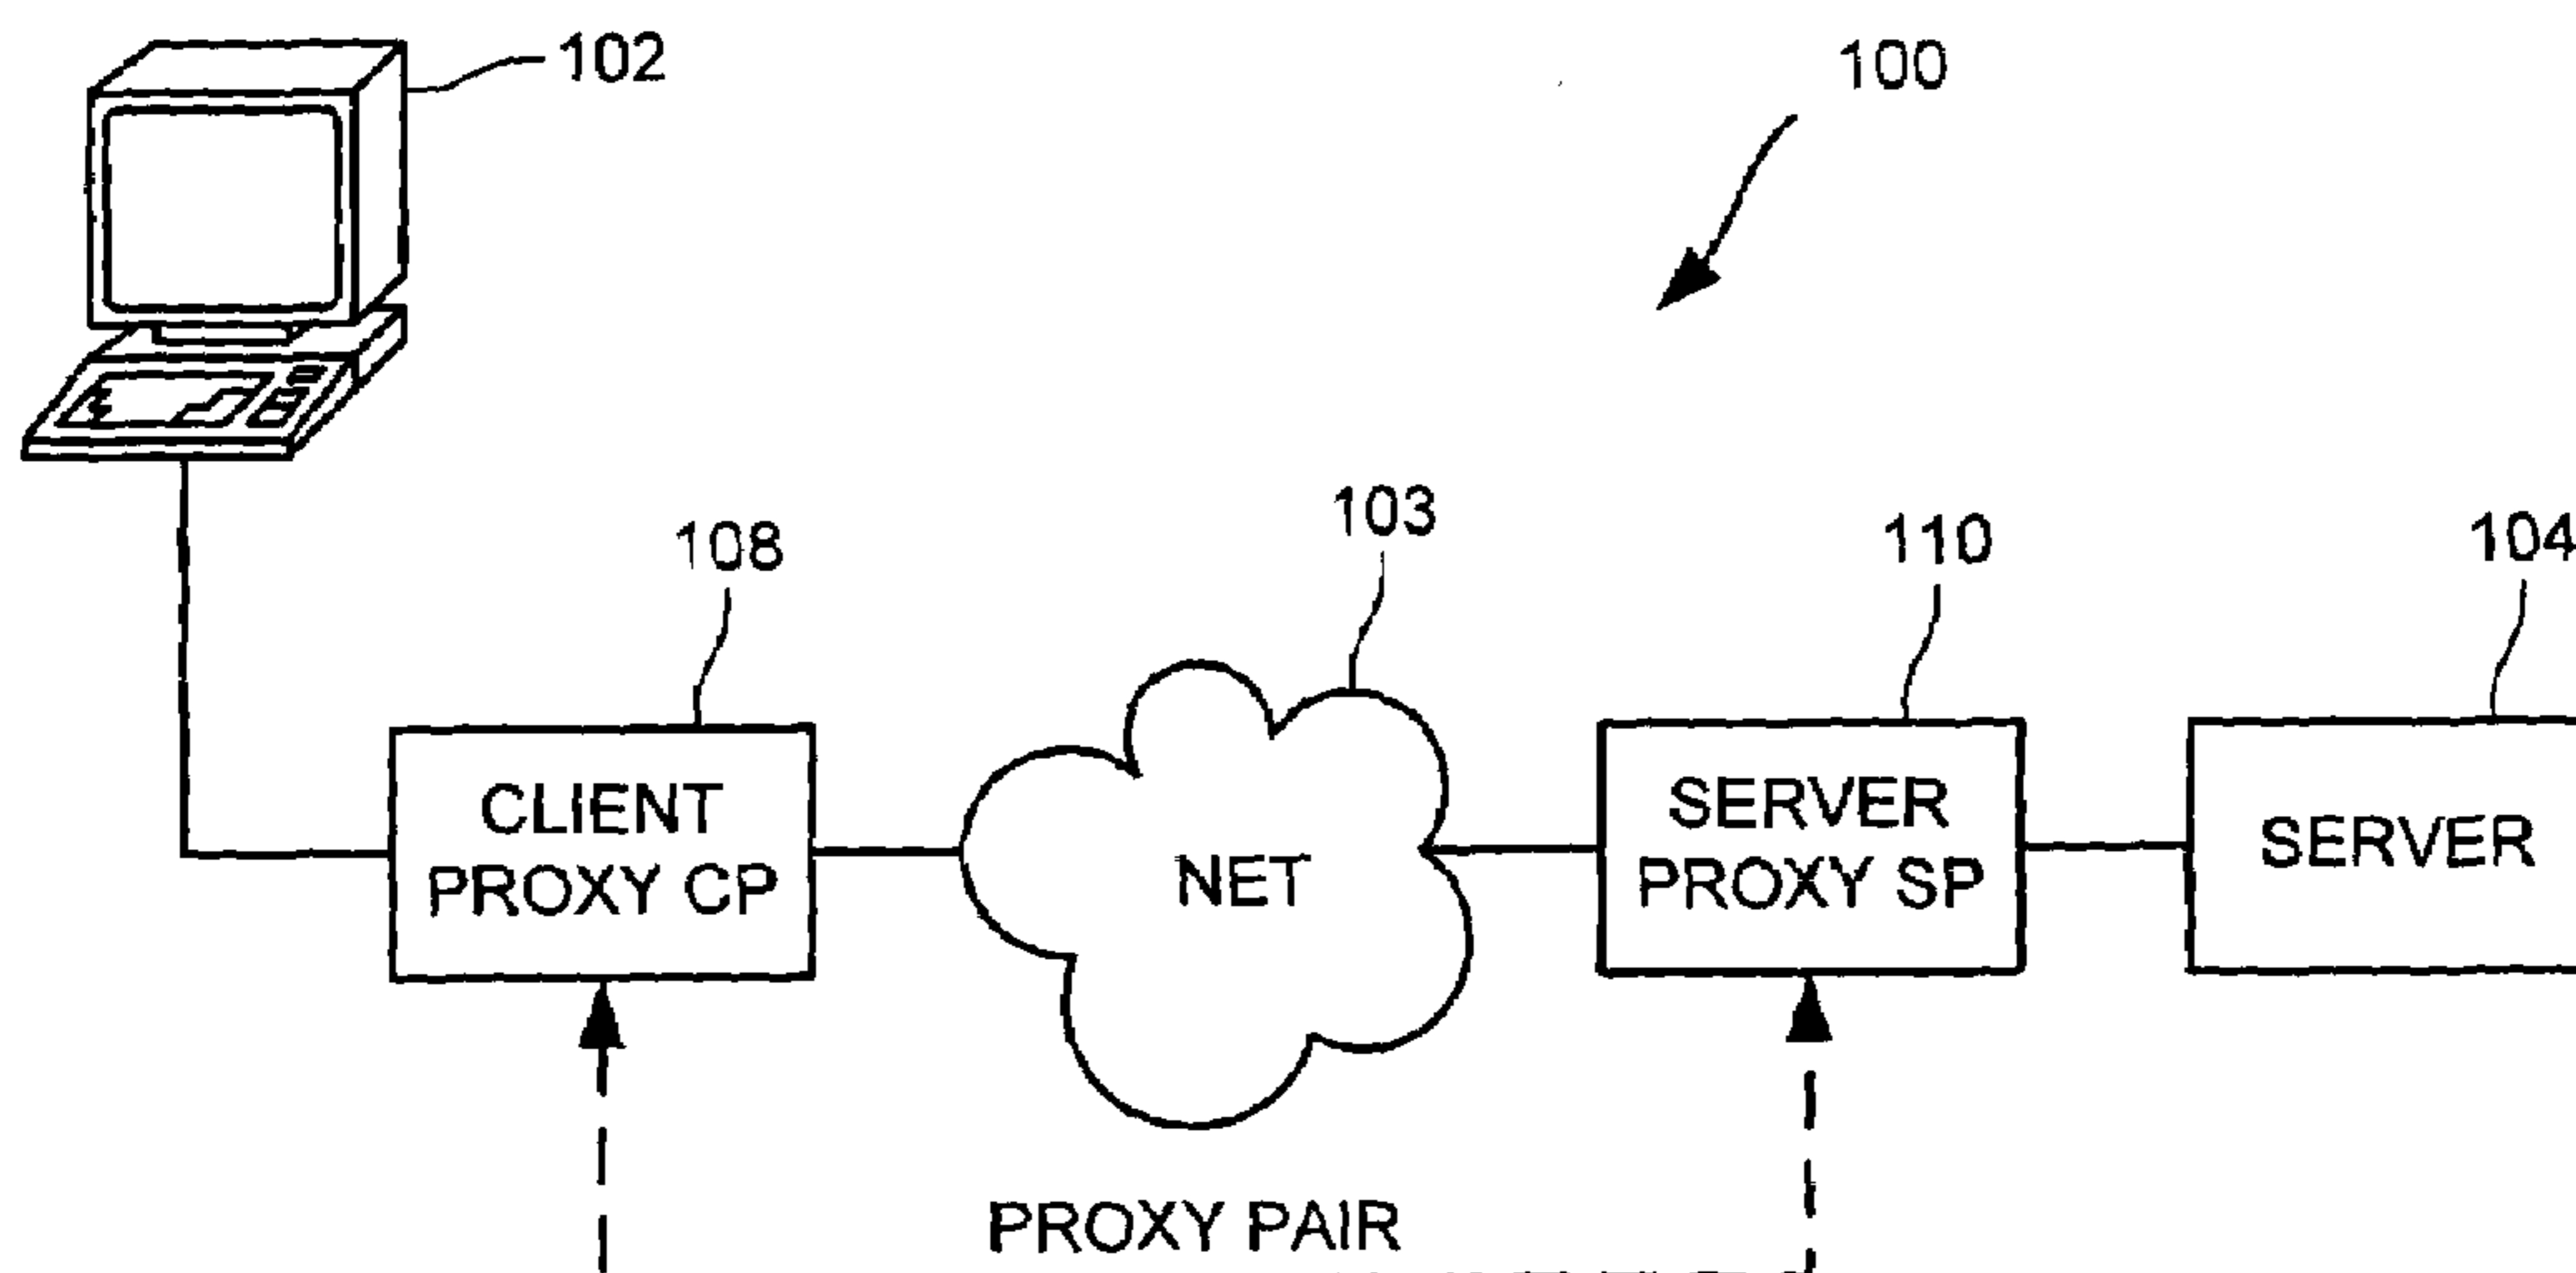 102
100
108
103
110
104
CLIENT
PROXY CP
NET
SERVER
PROXY SP
SERVER
PROXY PAIR